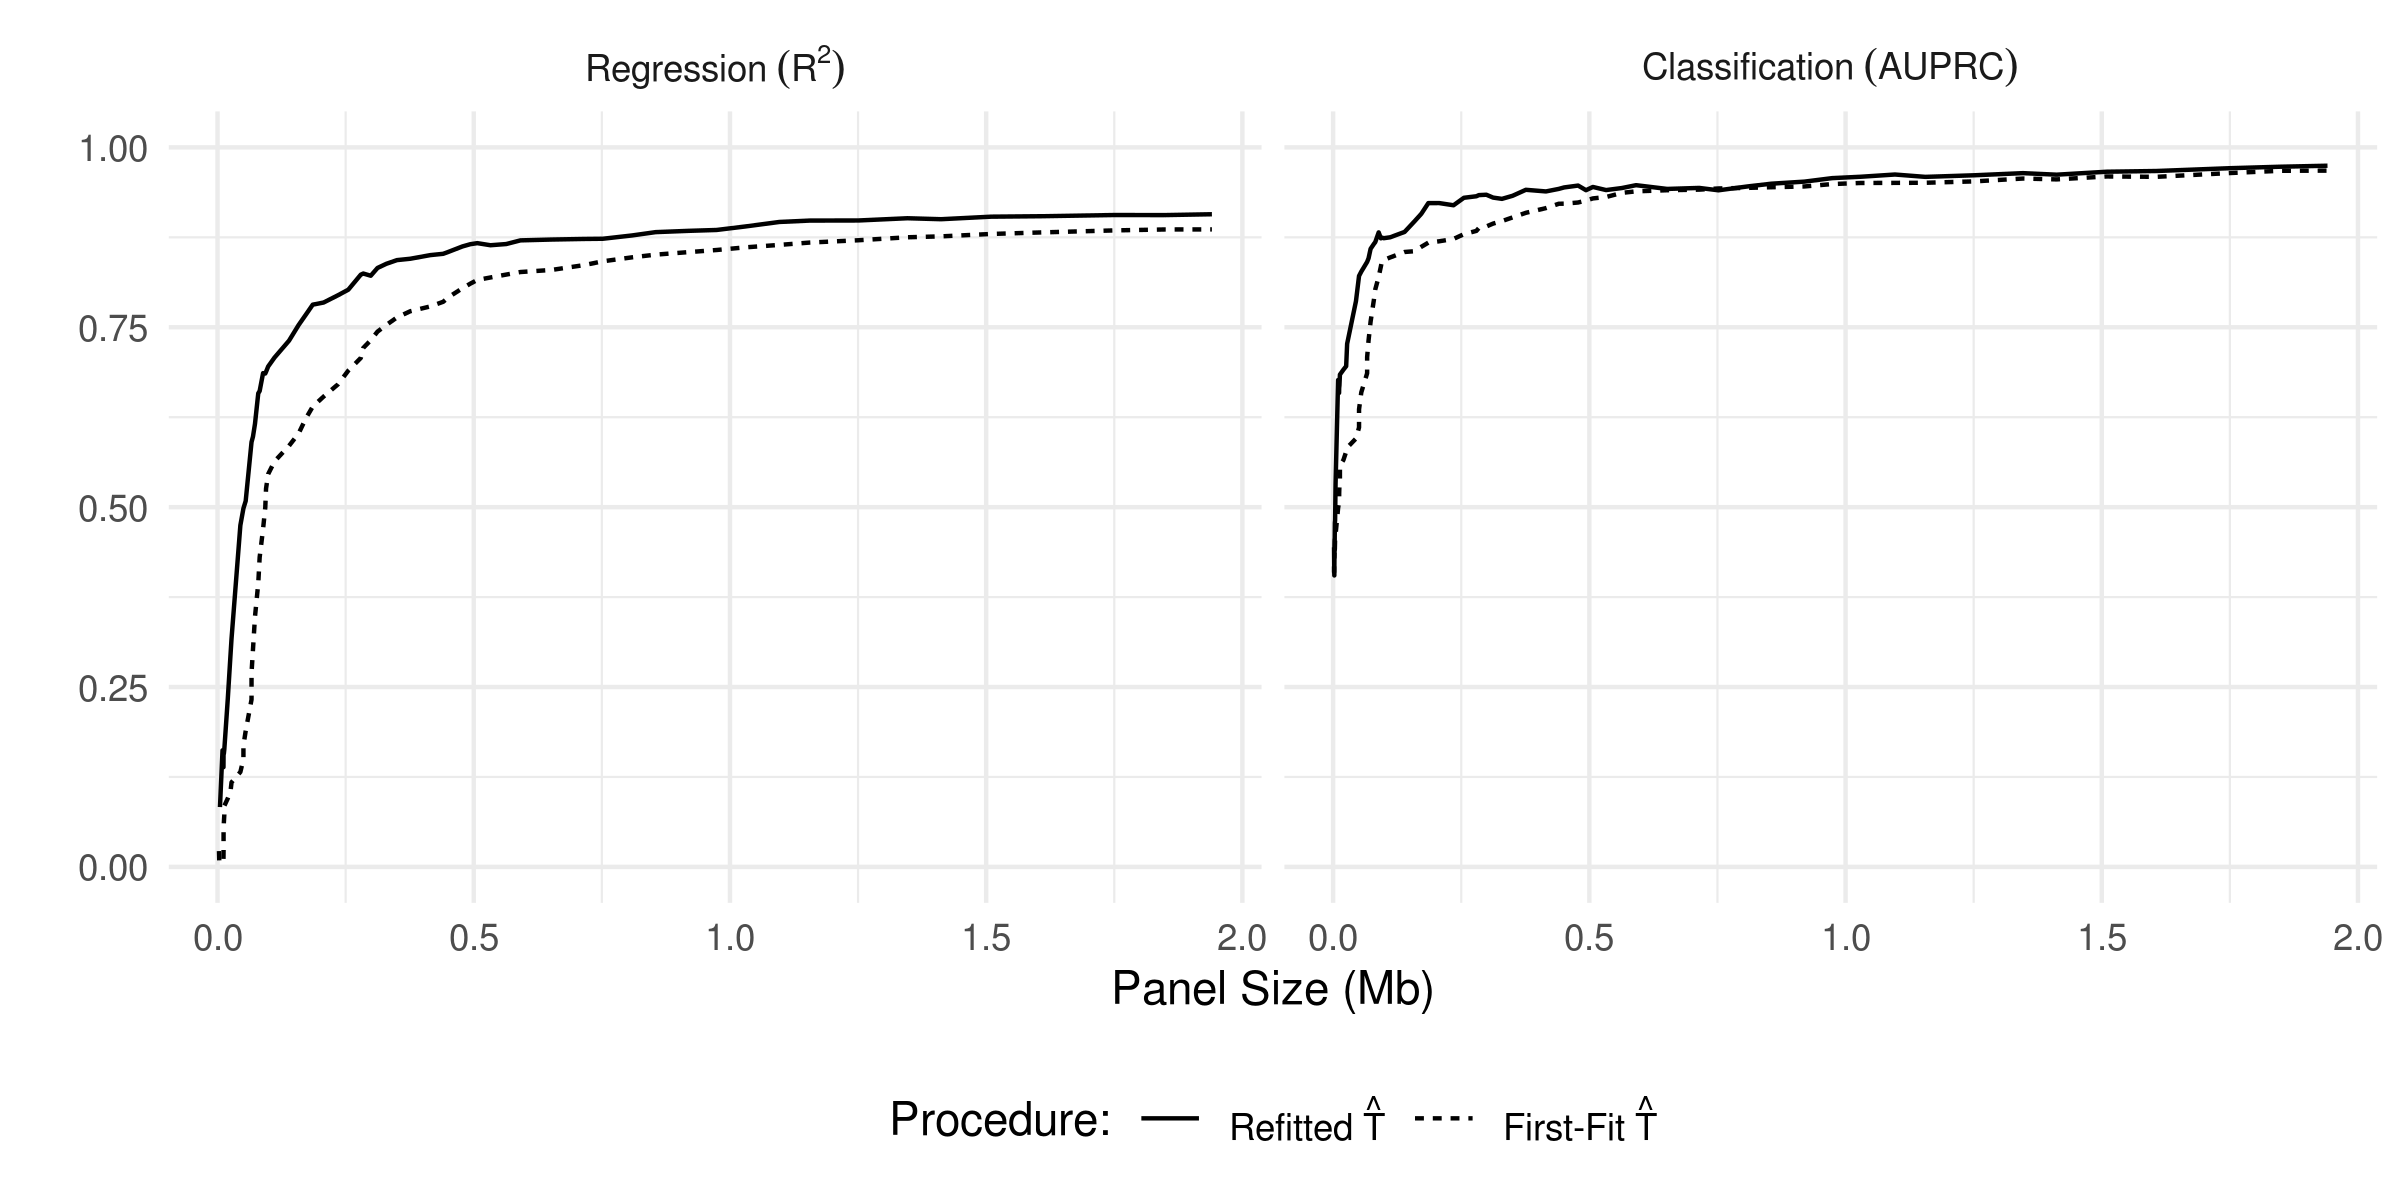 Regression (R²)
Classification (AUPRC)
1.00
0.75
0.50
0.25
0.00
0.0 0.5 1.0 1.5 2.0 0.0 0.5 1.0 1.5 2.0
Panel Size (Mb)
Procedure: Refitted T̂ First-Fit T̂